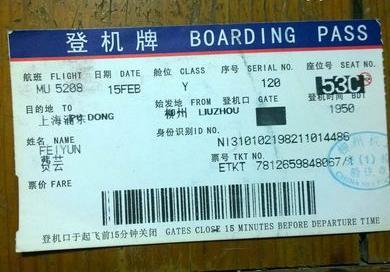 登机牌 BOARDING PASS
航班 FLIGHT 日期 DATE 舱位 CLASS 序号 SERIAL NO. 座位号 SEAT NO.
MU 5208 15FEB Y 120 53C
目的地 TO 始发地 FROM 登机口 GATE 登机时间 BDT
上海浦东 PU DONG 柳州 LIUZHOU 1950
姓名 NAME 身份识别 ID NO.
FEIYUN NI310102198211014486
费芸 票号 TKT NO.
ETKT 7812659848067/1
票价 FARE
登机口于起飞前15分钟关闭 GATES CLOSE 15 MINUTES BEFORE DEPARTURE TIME